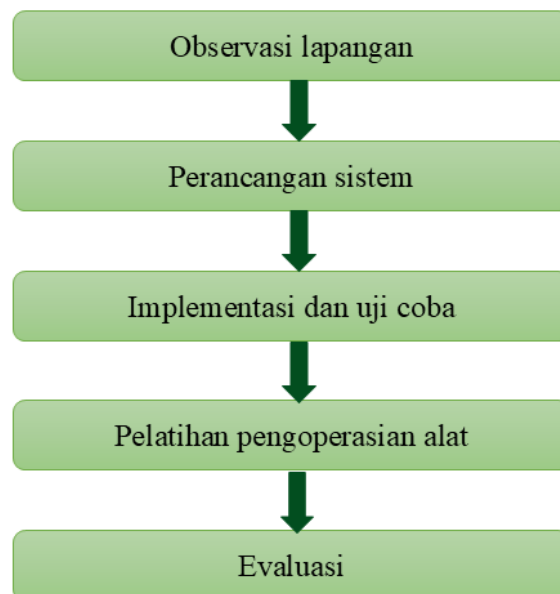 Observasi lapangan
Perancangan sistem
Implementasi dan uji coba
Pelatihan pengoperasian alat
Evaluasi